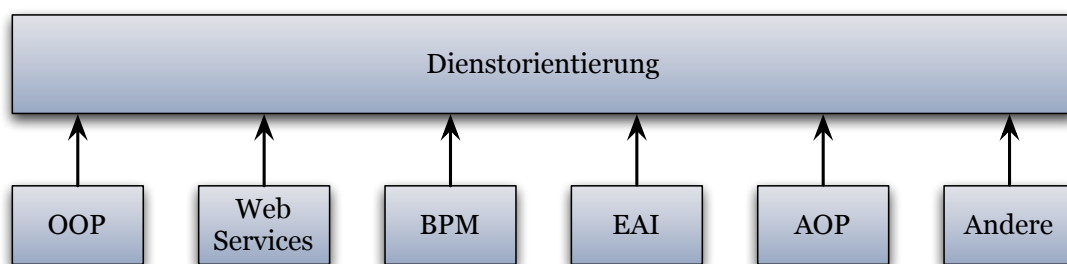 Dienstorientierung
OOP
Web
Services
BPM
EAI
AOP
Andere